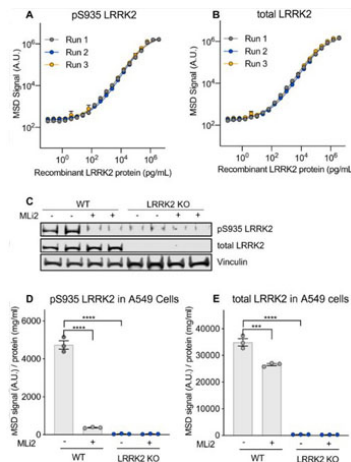 A
pS935 LRRK2
MSD Signal (A.U.)
10⁶
10⁴
10²
Run 1
Run 2
Run 3
10⁰ 10² 10⁴ 10⁶
Recombinant LRRK2 protein (pg/mL)
B
total LRRK2
MSD Signal (A.U.)
10⁶
10⁴
10²
Run 1
Run 2
Run 3
10⁰ 10² 10⁴ 10⁶
Recombinant LRRK2 protein (pg/mL)
C
WT LRRK2 KO
MLi2 - - + + - - + +
pS935 LRRK2
total LRRK2
Vinculin
D
pS935 LRRK2 in A549 Cells
MSD signal (A.U.) / protein (mg/ml)
6000
4000
2000
0
****
****
MLi2 - + - +
WT LRRK2 KO
E
total LRRK2 in A549 cells
MSD signal (A.U.) / protein (mg/ml)
40000
30000
20000
10000
0
****
***
MLi2 - + - +
WT LRRK2 KO